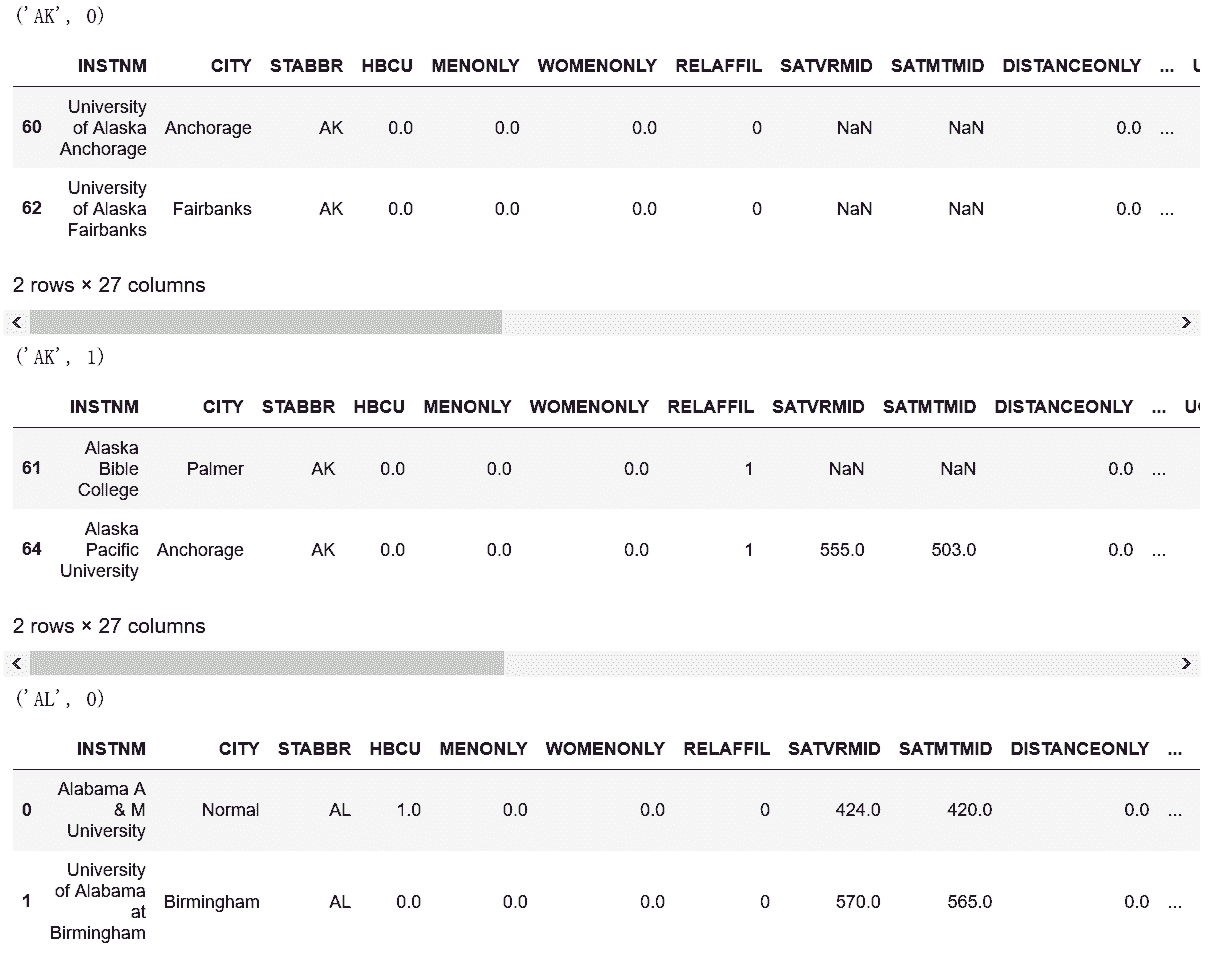 ('AK', 0)
INSTNM CITY STABBR HBCU MENONLY WOMENONLY RELAFFIL SATVRMID SATMTMID DISTANCEONLY ...
60 University of Alaska Anchorage Anchorage AK 0.0 0.0 0.0 0 NaN NaN 0.0 ...
62 University of Alaska Fairbanks Fairbanks AK 0.0 0.0 0.0 0 NaN NaN 0.0 ...
2 rows × 27 columns
('AK', 1)
INSTNM CITY STABBR HBCU MENONLY WOMENONLY RELAFFIL SATVRMID SATMTMID DISTANCEONLY ...
61 Alaska Bible College Palmer AK 0.0 0.0 0.0 1 NaN NaN 0.0 ...
64 Alaska Pacific University Anchorage AK 0.0 0.0 0.0 1 555.0 503.0 0.0 ...
2 rows × 27 columns
('AL', 0)
INSTNM CITY STABBR HBCU MENONLY WOMENONLY RELAFFIL SATVRMID SATMTMID DISTANCEONLY ...
0 Alabama A & M University Normal AL 1.0 0.0 0.0 0 424.0 420.0 0.0 ...
1 University of Alabama at Birmingham Birmingham AL 0.0 0.0 0.0 0 570.0 565.0 0.0 ...